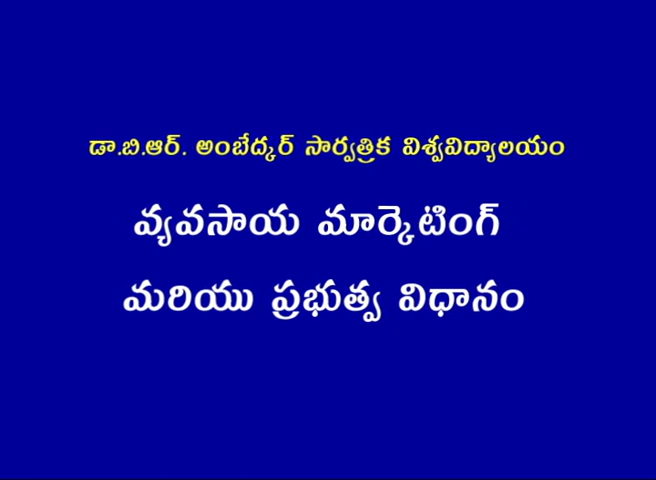 డా.బి.ఆర్. అంబేద్కర్ సార్వత్రిక విశ్వవిద్యాలయం
వ్యవసాయ మార్కెటింగ్
మరియు ప్రభుత్వ విధానం